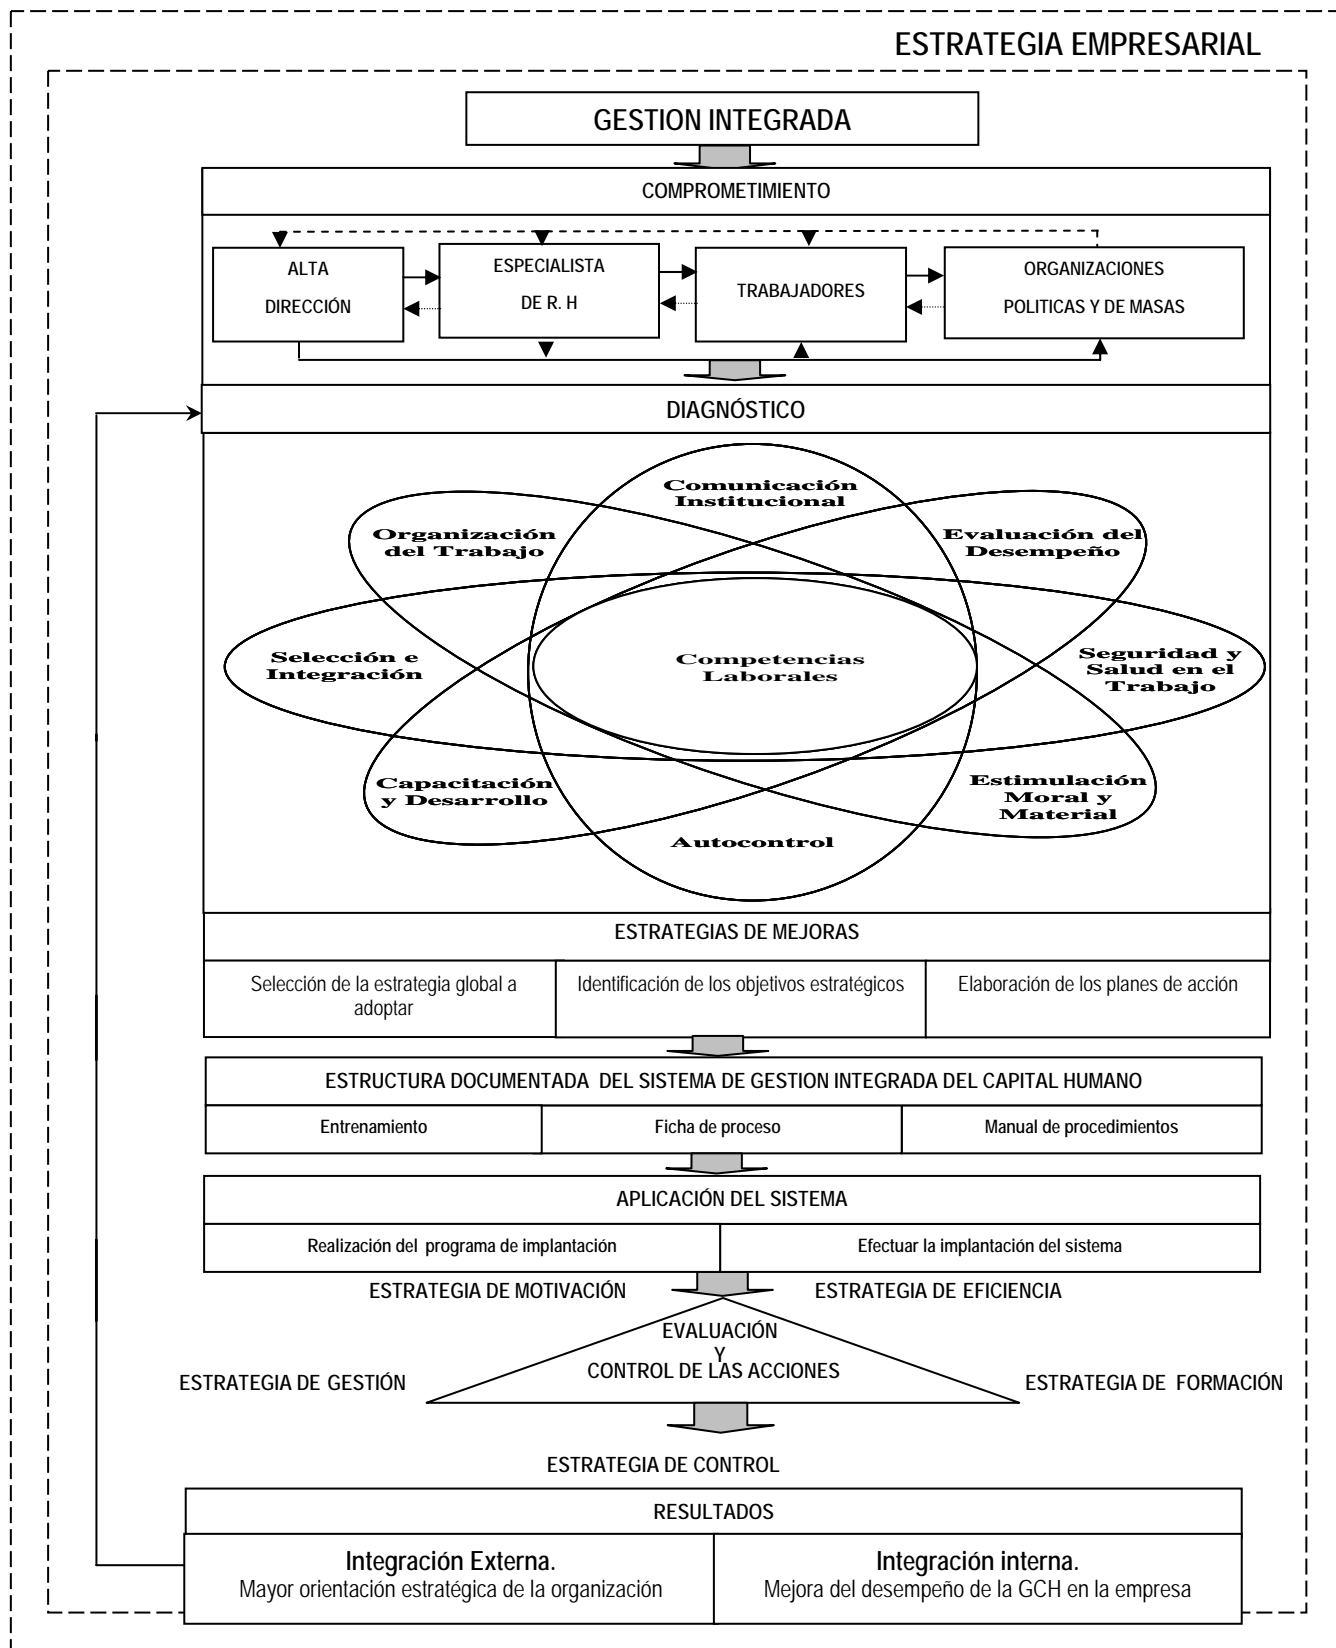 ESTRATEGIA EMPRESARIAL
GESTION INTEGRADA
COMPROMETIMIENTO
ALTA
DIRECCIÓN
ESPECIALISTA
DE R. H
TRABAJADORES
ORGANIZACIONES
POLITICAS Y DE MASAS
DIAGNÓSTICO
Comunicación
Institucional
Organización
del Trabajo
Evaluación del
Desempeño
Selección e
Integración
Competencias
Laborales
Seguridad y
Salud en el
Trabajo
Capacitación
y Desarrollo
Estimulación
Moral y
Material
Autocontrol
ESTRATEGIAS DE MEJORAS
Selección de la estrategia global a
adoptar
Identificación de los objetivos estratégicos
Elaboración de los planes de acción
ESTRUCTURA DOCUMENTADA DEL SISTEMA DE GESTION INTEGRADA DEL CAPITAL HUMANO
Entrenamiento
Ficha de proceso
Manual de procedimientos
APLICACIÓN DEL SISTEMA
Realización del programa de implantación
Efectuar la implantación del sistema
ESTRATEGIA DE MOTIVACIÓN
ESTRATEGIA DE EFICIENCIA
EVALUACIÓN
Y
CONTROL DE LAS ACCIONES
ESTRATEGIA DE GESTIÓN
ESTRATEGIA DE FORMACIÓN
ESTRATEGIA DE CONTROL
RESULTADOS
Integración Externa.
Mayor orientación estratégica de la organización
Integración interna.
Mejora del desempeño de la GCH en la empresa